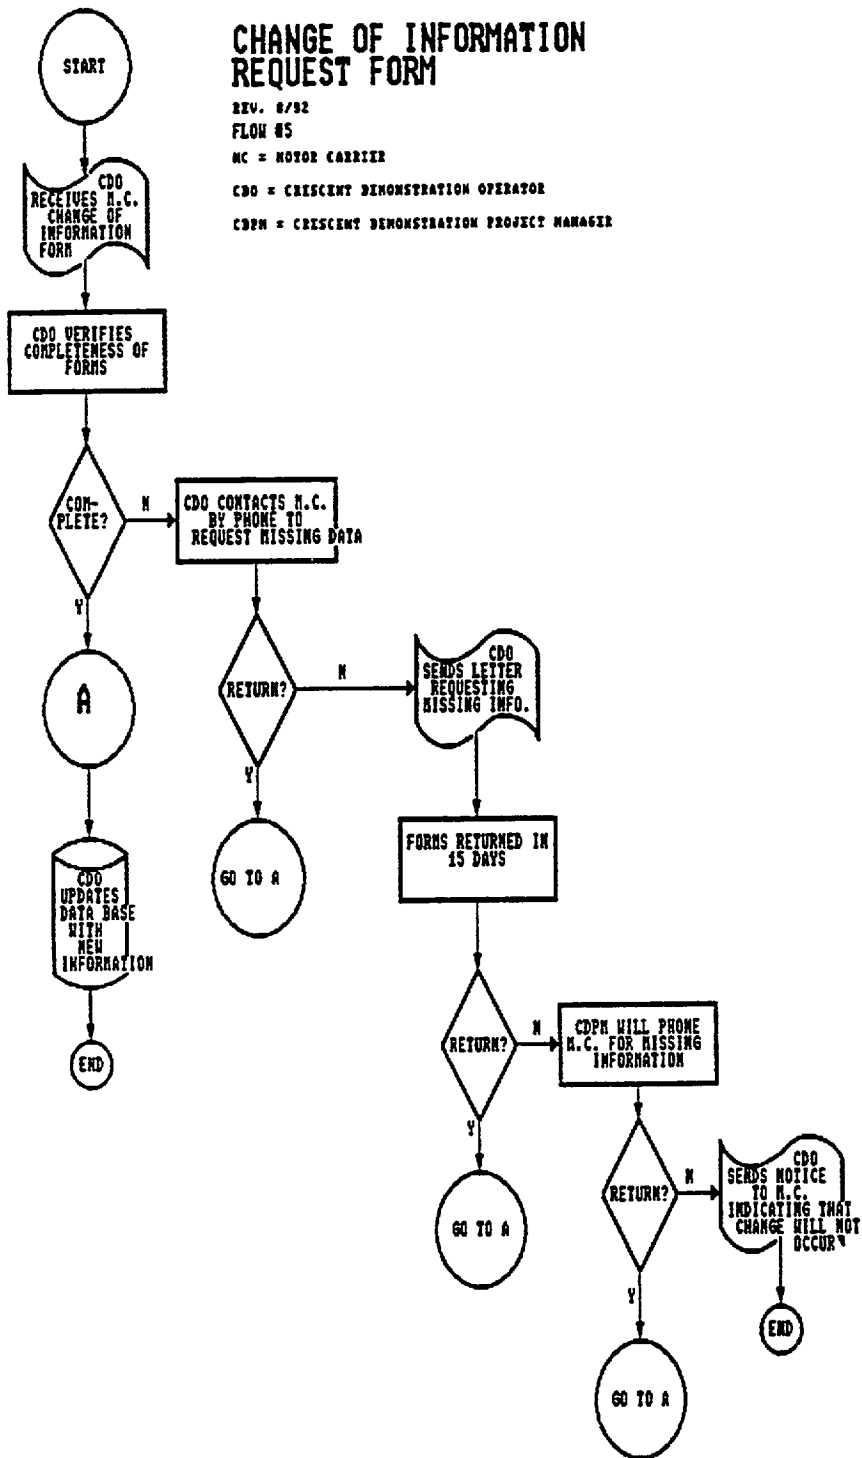 CHANGE OF INFORMATION
REQUEST FORM
REV. 8/92
FLOW #5
MC = MOTOR CARRIER
CDO = CRESCENT DEMONSTRATION OPERATOR
CDPM = CRESCENT DEMONSTRATION PROJECT MANAGER
START
CDO
RECEIVES M.C.
CHANGE OF
INFORMATION
FORM
CDO VERIFIES
COMPLETENESS OF
FORMS
COM-
PLETE?
N
Y
CDO CONTACTS M.C.
BY PHONE TO
REQUEST MISSING DATA
A
CDO
UPDATES
DATA BASE
WITH
NEW
INFORMATION
END
RETURN?
N
Y
GO TO A
CDO
SENDS LETTER
REQUESTING
MISSING INFO.
FORMS RETURNED IN
15 DAYS
RETURN?
N
Y
GO TO A
CDPM WILL PHONE
M.C. FOR MISSING
INFORMATION
RETURN?
N
Y
GO TO A
CDO
SENDS NOTICE
TO M.C.
INDICATING THAT
CHANGE WILL NOT
OCCUR
END